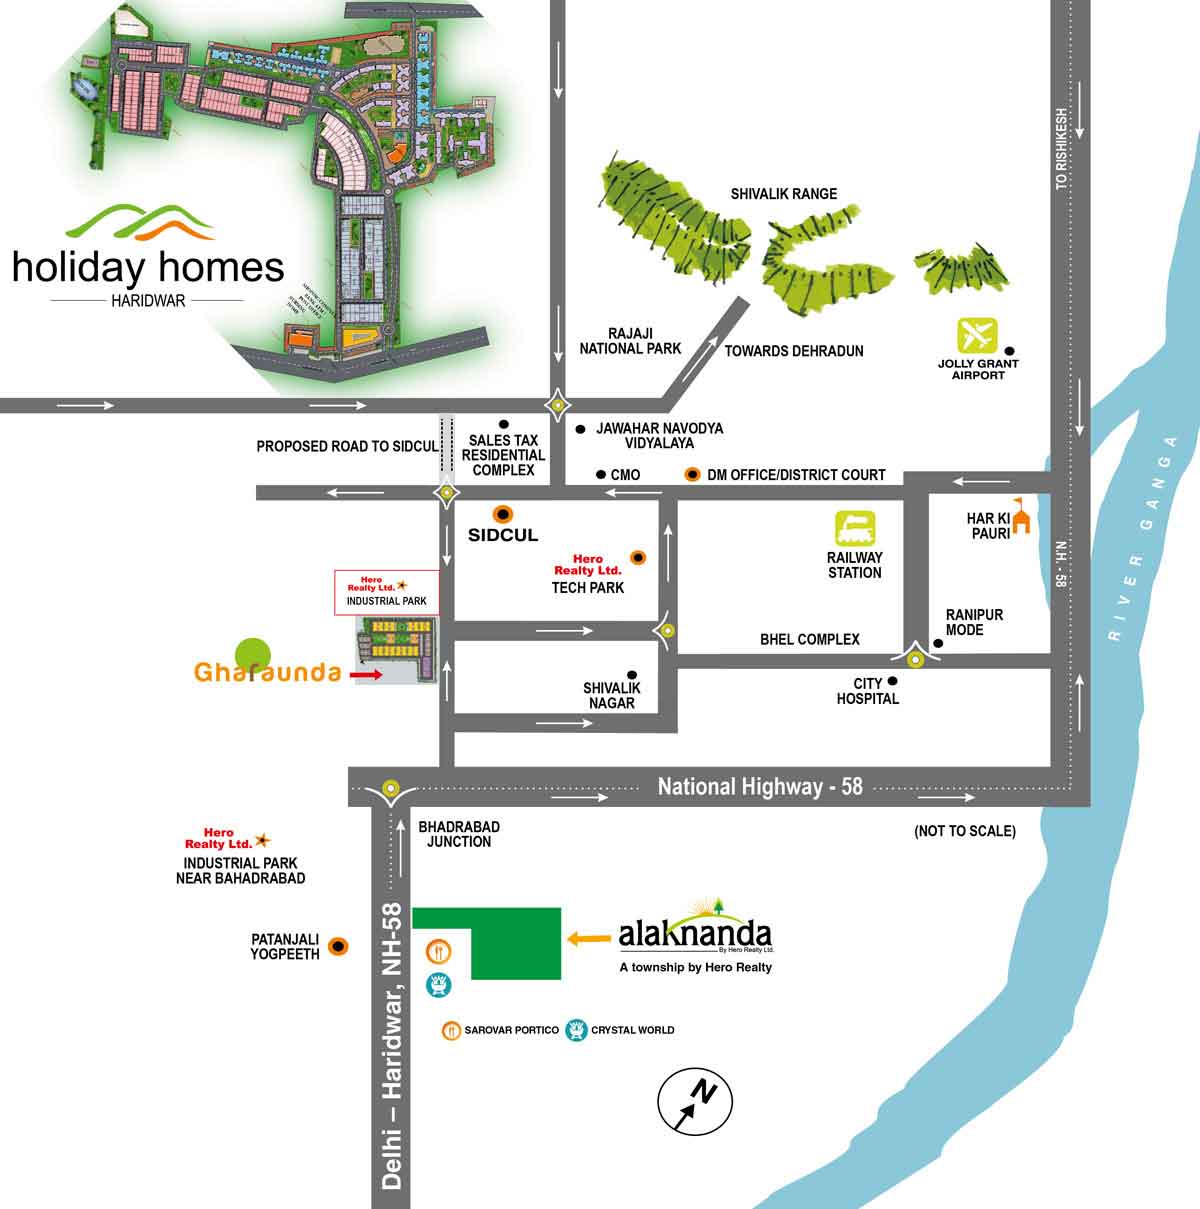 TO RISHIKESH
SHIVALIK RANGE
holiday homes
HARIDWAR
RAJAJI
NATIONAL PARK
TOWARDS DEHRADUN
JOLLY GRANT
AIRPORT
PROPOSED ROAD TO SIDCUL
SALES TAX
RESIDENTIAL
COMPLEX
JAWAHAR NAVODYA
VIDYALAYA
CMO
DM OFFICE/DISTRICT COURT
RIVER GANGA
SIDCUL
HAR KI
PAURI
RAILWAY
STATION
N.H. - 58
Hero
Realty Ltd.
TECH PARK
Hero
Realty Ltd.
INDUSTRIAL PARK
RANIPUR
MODE
BHEL COMPLEX
Gharaunda
SHIVALIK
NAGAR
CITY
HOSPITAL
National Highway - 58
BHADRABAD
JUNCTION
(NOT TO SCALE)
Hero
Realty Ltd.
INDUSTRIAL PARK
NEAR BAHADRABAD
PATANJALI
YOGPEETH
Delhi – Haridwar, NH-58
alaknanda
By Hero Realty Ltd.
A township by Hero Realty
SAROVAR PORTICO
CRYSTAL WORLD
N